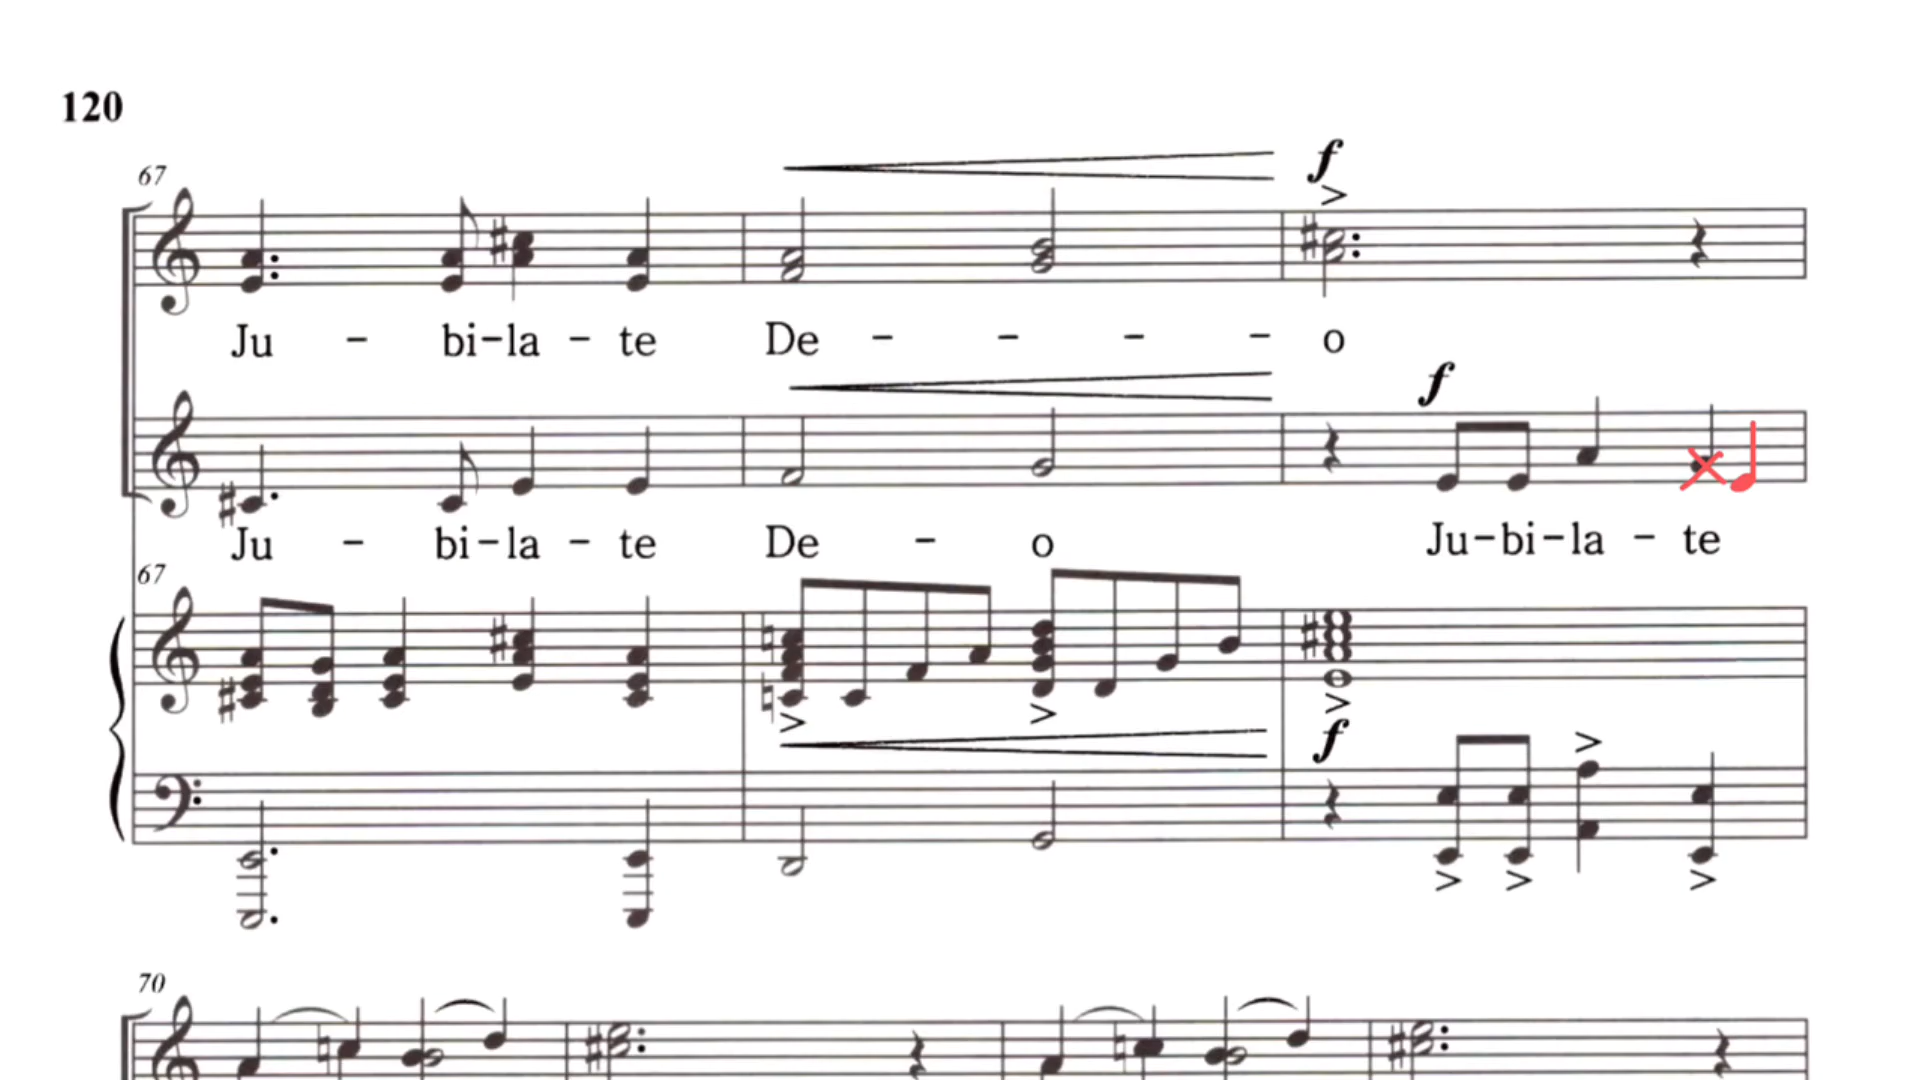 120
67
f
Ju - bi-la - te De - - - - o
f
Ju - bi-la - te De - o Ju-bi-la - te
67
f
70